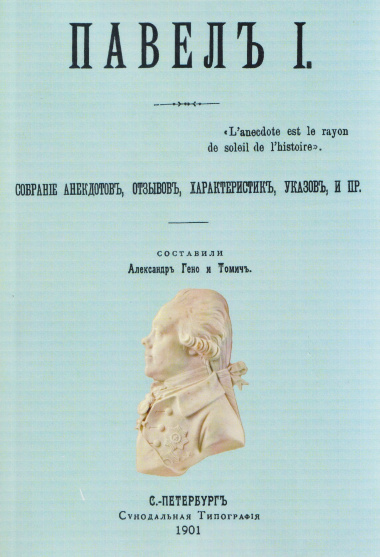 ПАВЕЛЪ I.
«L'anecdote est le rayon
de soleil de l'histoire».
СОБРАНІЕ АНЕКДОТОВЪ, ОТЗЫВОВЪ, ХАРАКТЕРИСТИКЪ, УКАЗОВЪ, И ПР.
СОСТАВИЛИ
Александръ Гено и Томичъ.
С.-ПЕТЕРБУРГЪ
Сѵнодальная Типографія
1901